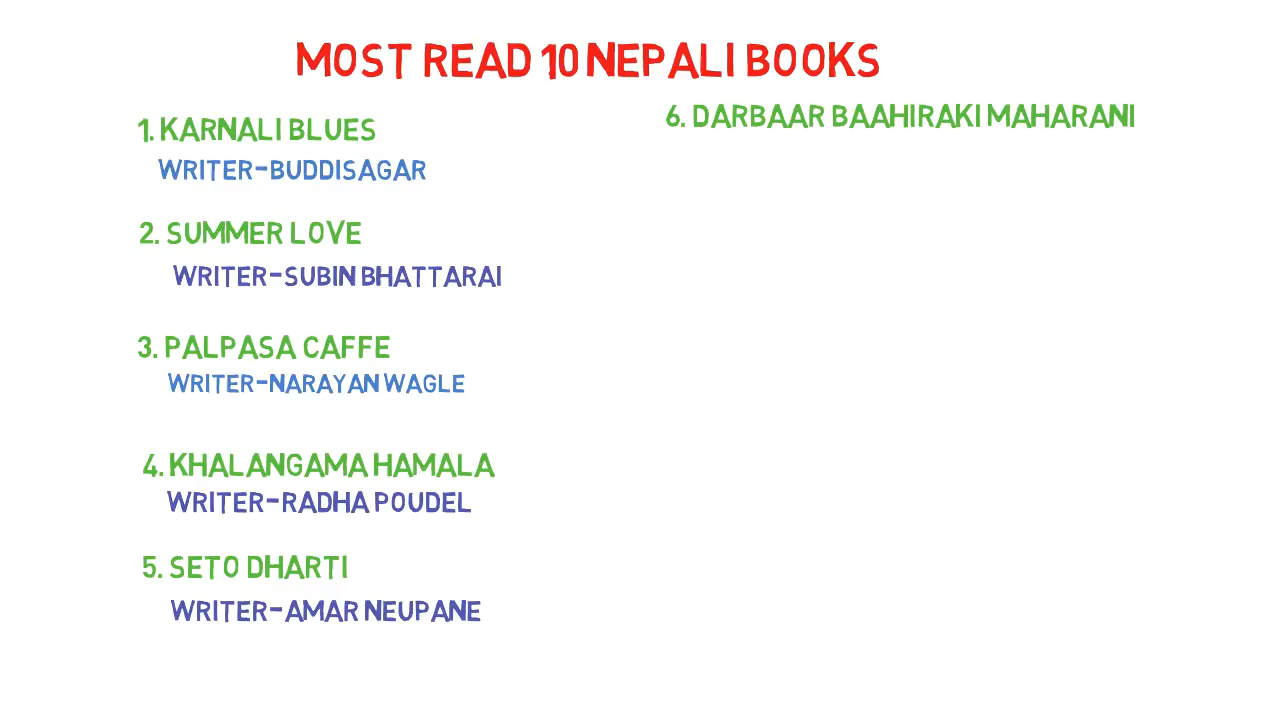 MOST READ 10 NEPALI BOOKS
1. KARNALI BLUES
WRITER-BUDDISAGAR
2. SUMMER LOVE
WRITER-SUBIN BHATTARAI
3. PALPASA CAFFE
WRITER-NARAYAN WAGLE
4. KHALANGAMA HAMALA
WRITER-RADHA POUDEL
5. SETO DHARTI
WRITER-AMAR NEUPANE
6. DARBAAR BAAHIRAKI MAHARANI